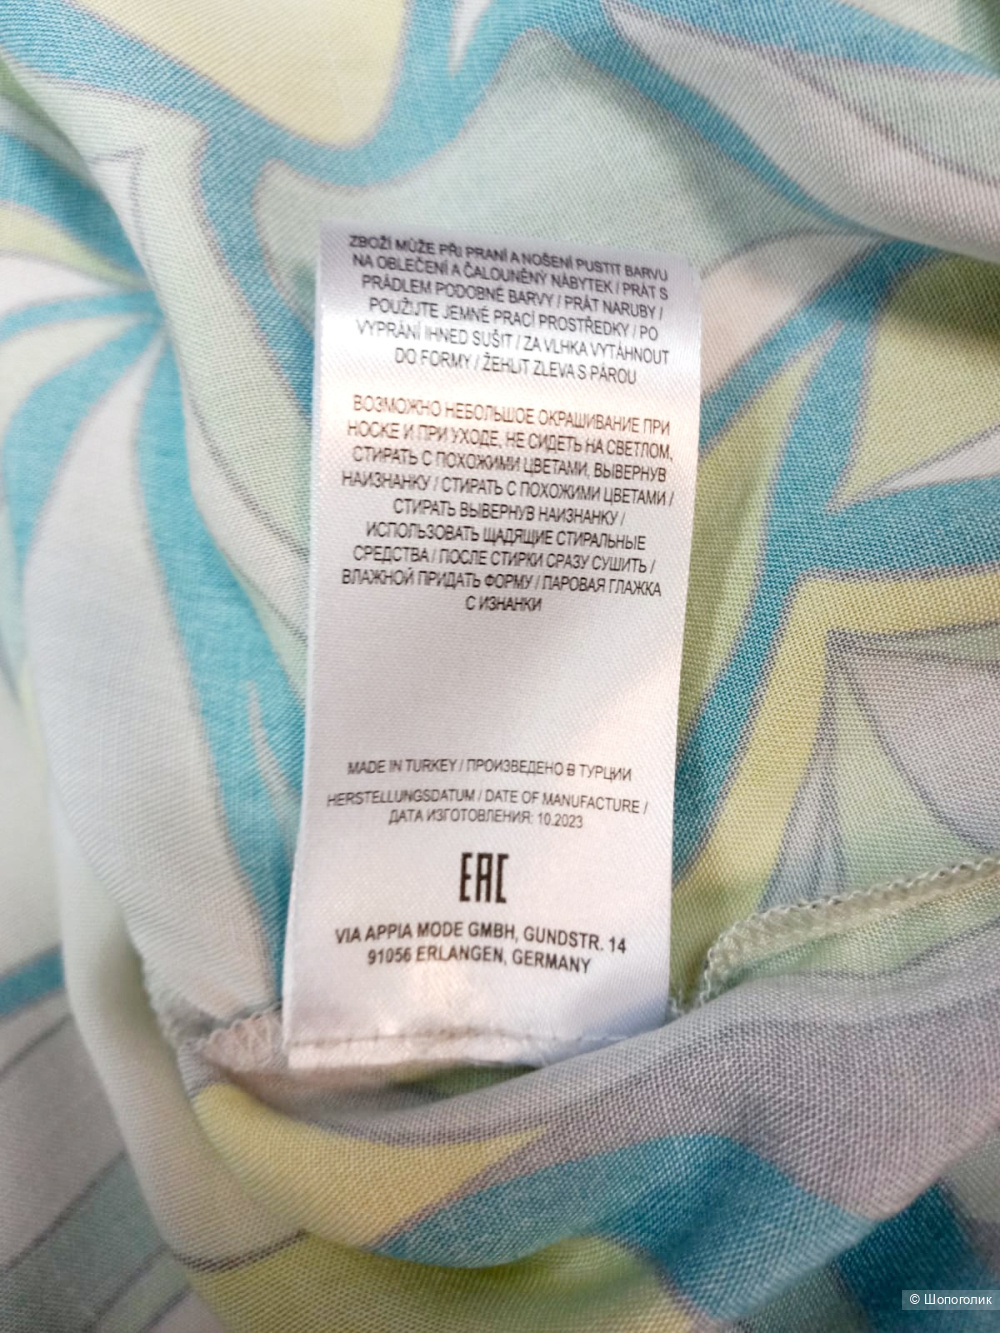 ZBOŽÍ MŮŽE PŘI PRANÍ A NOŠENÍ PUSTIT BARVU
NA OBLEČENÍ A ČALOUNĚNÝ NÁBYTEK / PRÁT S
PRÁDLEM PODOBNÉ BARVY / PRÁT NARUBY /
POUŽIJTE JEMNÉ PRACÍ PROSTŘEDKY / PO
VYPRÁNÍ IHNED SUŠIT / ZA VLHKA VYTÁHNOUT
DO FORMY / ŽEHLIT ZLEVA S PÁROU
ВОЗМОЖНО НЕБОЛЬШОЕ ОКРАШИВАНИЕ ПРИ
НОСКЕ И ПРИ УХОДЕ, НЕ СИДЕТЬ НА СВЕТЛОМ,
СТИРАТЬ С ПОХОЖИМИ ЦВЕТАМИ, ВЫВЕРНУВ
НАИЗНАНКУ / СТИРАТЬ С ПОХОЖИМИ ЦВЕТАМИ /
СТИРАТЬ ВЫВЕРНУВ НАИЗНАНКУ /
ИСПОЛЬЗОВАТЬ ЩАДЯЩИЕ СТИРАЛЬНЫЕ
СРЕДСТВА / ПОСЛЕ СТИРКИ СРАЗУ СУШИТЬ /
ВЛАЖНОЙ ПРИДАТЬ ФОРМУ / ПАРОВАЯ ГЛАЖКА
С ИЗНАНКИ
MADE IN TURKEY / ПРОИЗВЕДЕНО В ТУРЦИИ
HERSTELLUNGSDATUM / DATE OF MANUFACTURE /
ДАТА ИЗГОТОВЛЕНИЯ: 10.2023
EAC
VIA APPIA MODE GMBH, GUNDSTR. 14
91056 ERLANGEN, GERMANY
© Шопоголик